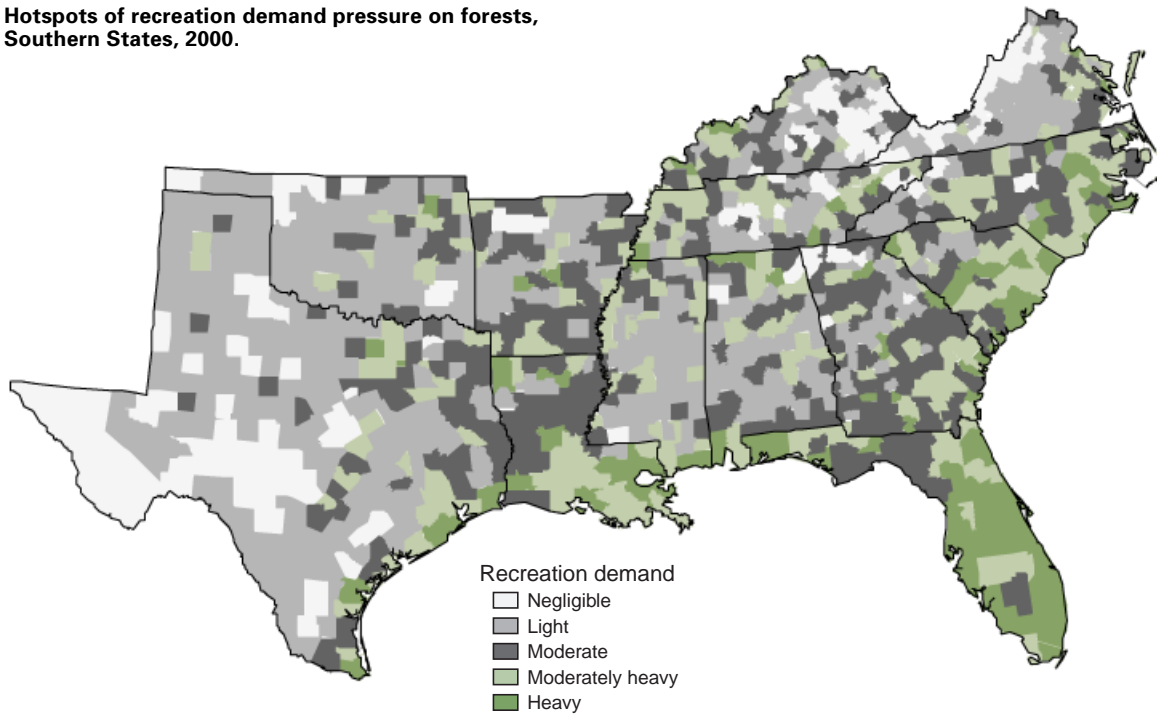 Hotspots of recreation demand pressure on forests,
Southern States, 2000.
Recreation demand
Negligible
Light
Moderate
Moderately heavy
Heavy